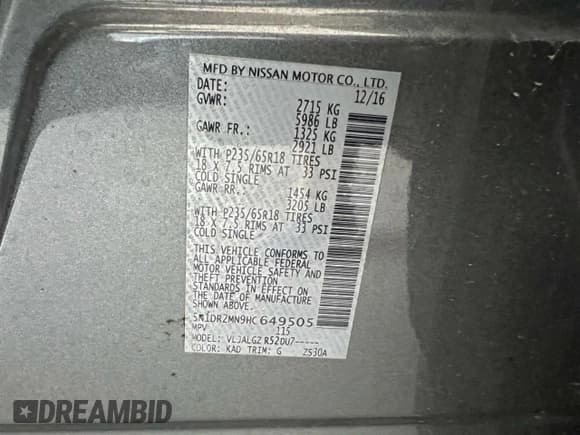 MFD BY NISSAN MOTOR CO., LTD.
DATE: 12/16
GVWR: 2715 KG
5986 LB
GAWR FR.: 1325 KG
2921 LB
WITH P235/65R18 TIRES
18 X 7.5 RIMS AT 33 PSI
COLD SINGLE
GAWR RR.: 1454 KG
3205 LB
WITH P235/65R18 TIRES
18 X 7.5 RIMS AT 33 PSI
COLD SINGLE
THIS VEHICLE CONFORMS TO
ALL APPLICABLE FEDERAL
MOTOR VEHICLE SAFETY AND
THEFT PREVENTION
STANDARDS IN EFFECT ON
THE DATE OF MANUFACTURE
SHOWN ABOVE.
5N1DR2MN9HC649505
MPV 115
MODEL: VLJALGZ R52DU7-----
COLOR: KAD TRIM: G ZS30A
DREAMBID